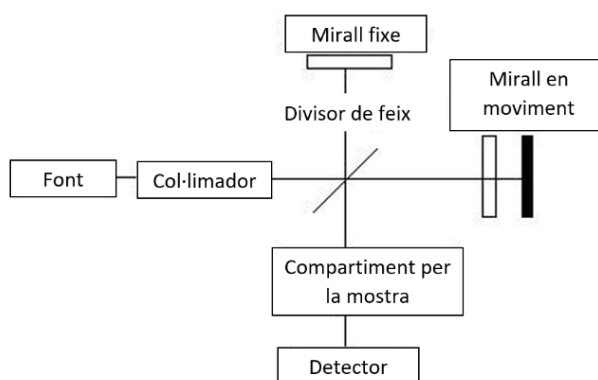 Mirall fixe
Mirall en
moviment
Divisor de feix
Font
Col·limador
Compartiment per
la mostra
Detector